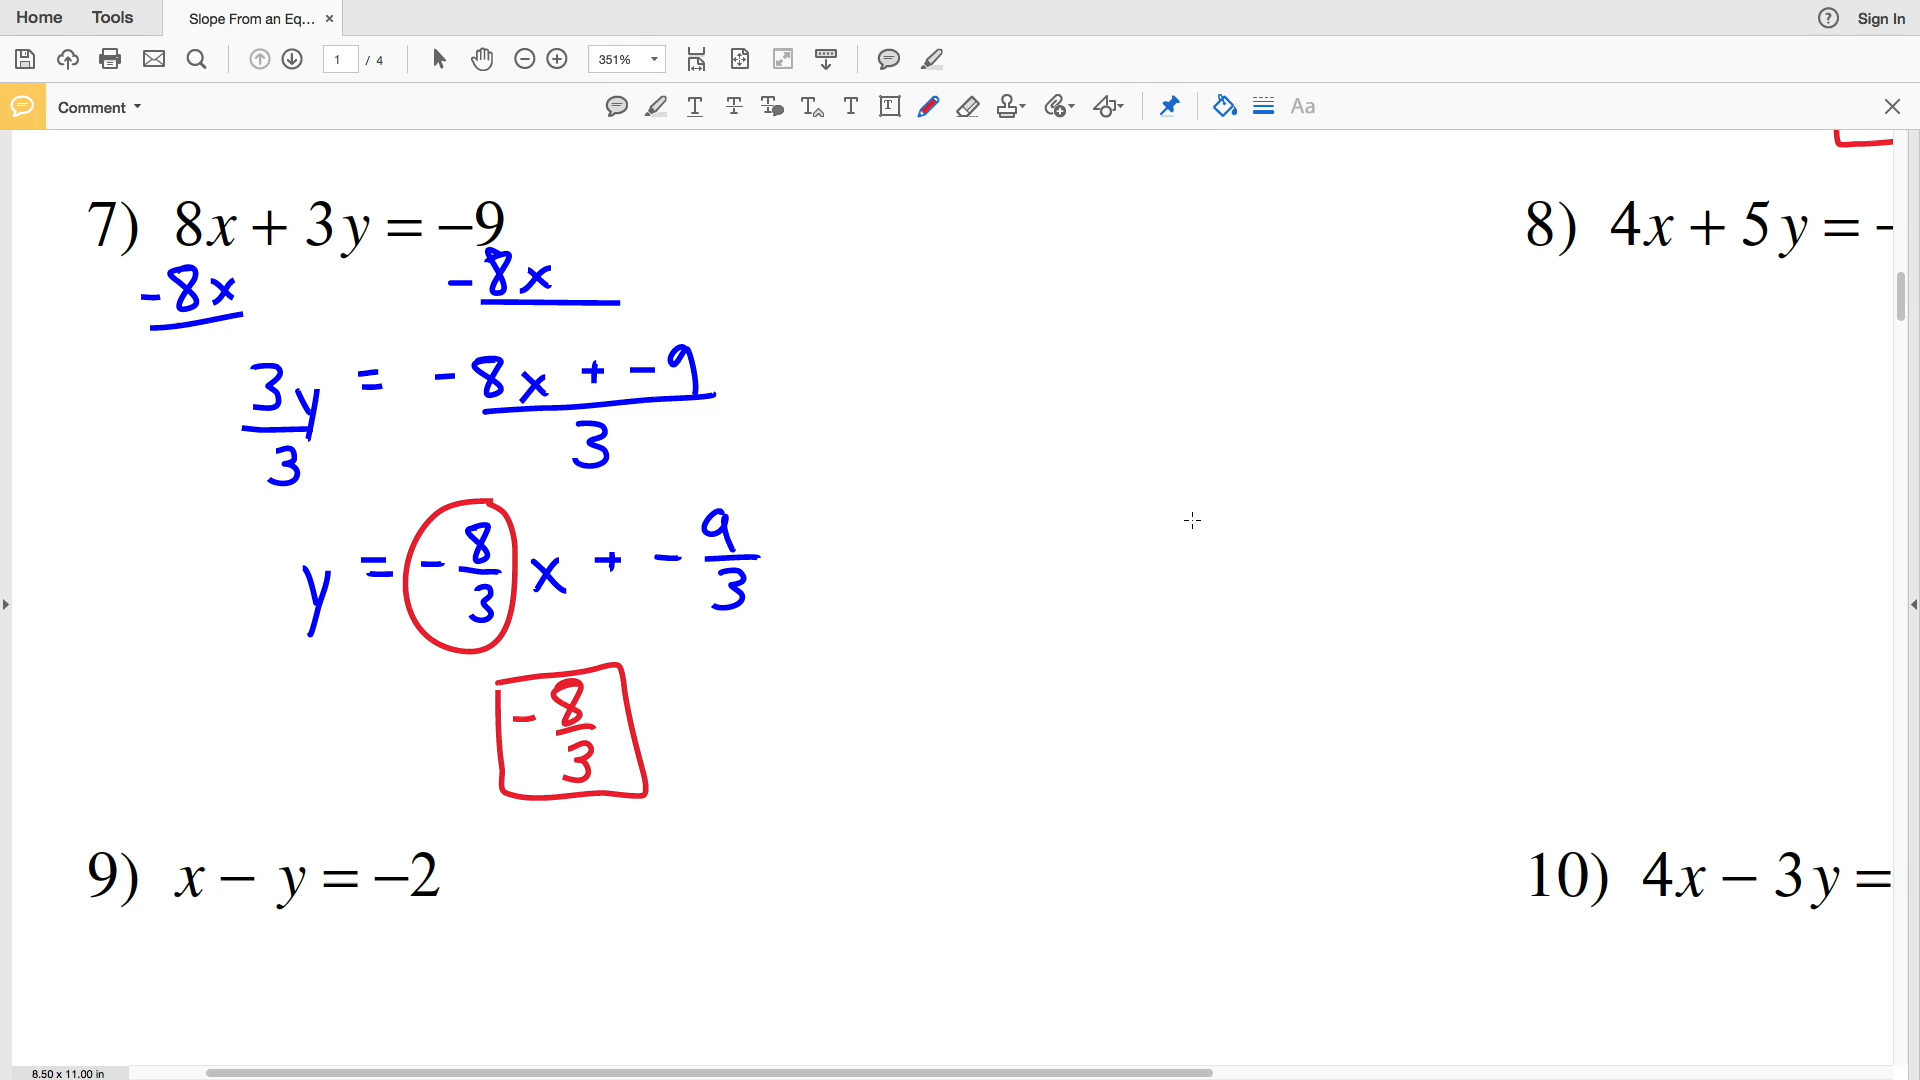 Home Tools Slope From an Eq... × ? Sign In
1 / 4 351%
Comment T T T T T T Aa
7) 8x + 3y = −9
-8x -8x
3y = -8x + -9
3 3
y = - 8/3 x + - 9/3
- 8/3
8) 4x + 5y = -
9) x − y = −2
10) 4x − 3y =
8.50 x 11.00 in